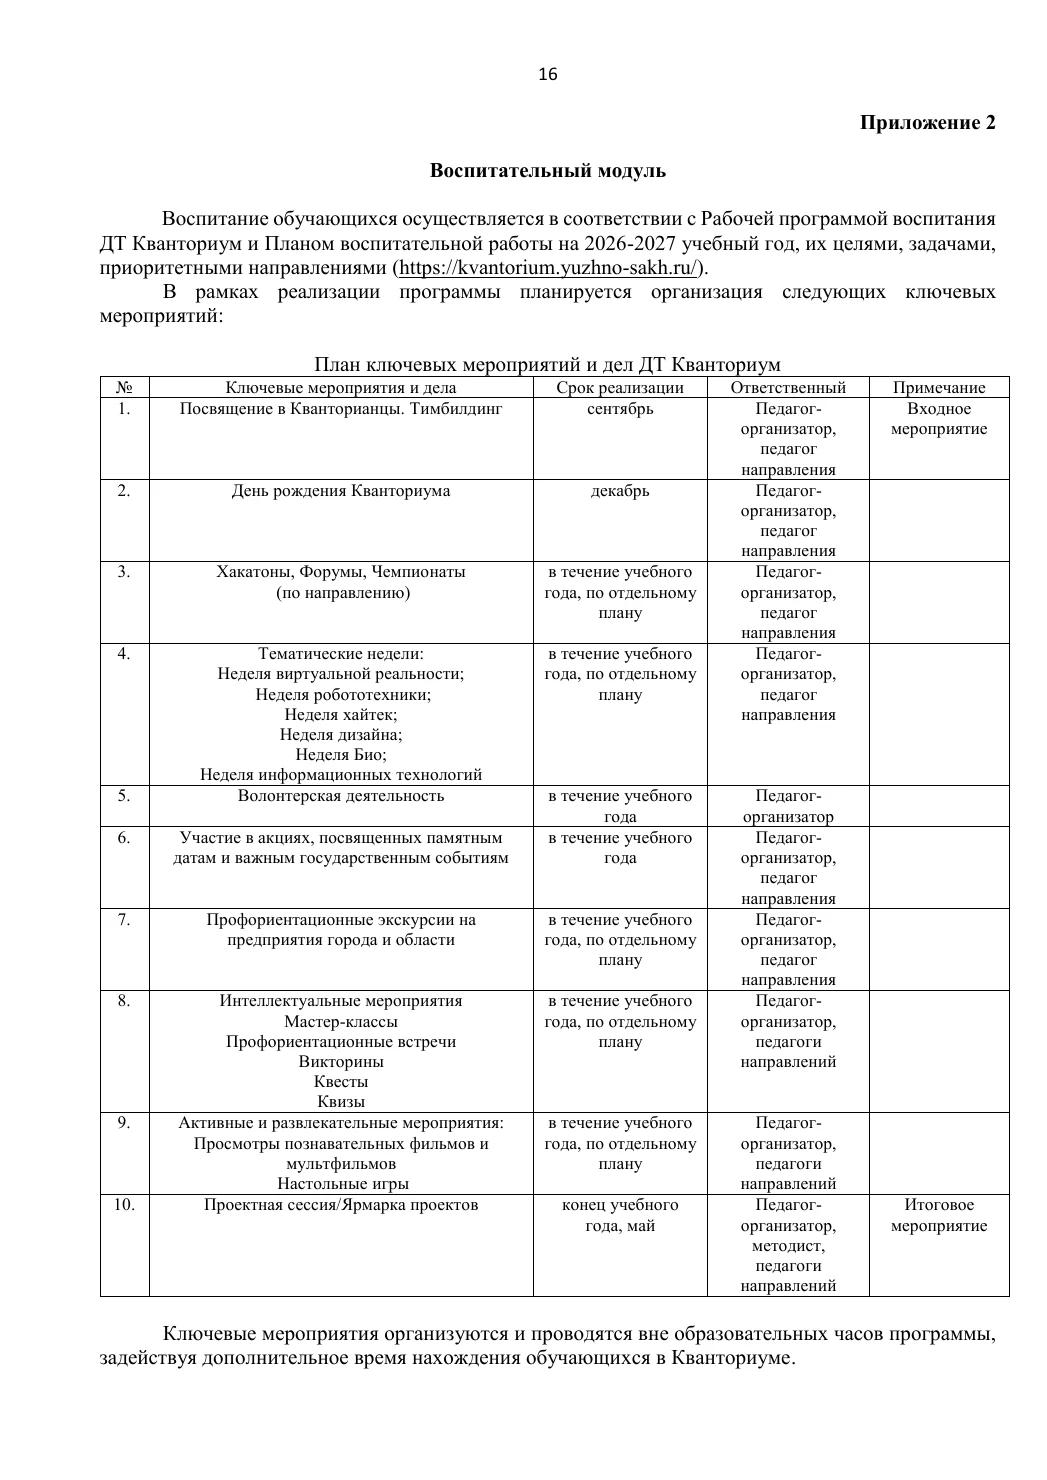 16
Приложение 2
Воспитательный модуль
Воспитание обучающихся осуществляется в соответствии с Рабочей программой воспитания
ДТ Кванториум и Планом воспитательной работы на 2026-2027 учебный год, их целями, задачами,
приоритетными направлениями (https://kvantorium.yuzhno-sakh.ru/).
В рамках реализации программы планируется организация следующих ключевых
мероприятий:
План ключевых мероприятий и дел ДТ Кванториум
№ Ключевые мероприятия и дела Срок реализации Ответственный Примечание
1. Посвящение в Кванторианцы. Тимбилдинг сентябрь Педагог- Входное
организатор, мероприятие
педагог
направления
2. День рождения Кванториума декабрь Педагог-
организатор,
педагог
направления
3. Хакатоны, Форумы, Чемпионаты в течение учебного Педагог-
(по направлению) года, по отдельному организатор,
плану педагог
направления
4. Тематические недели: в течение учебного Педагог-
Неделя виртуальной реальности; года, по отдельному организатор,
Неделя робототехники; плану педагог
Неделя хайтек; направления
Неделя дизайна;
Неделя Био;
Неделя информационных технологий
5. Волонтерская деятельность в течение учебного Педагог-
года организатор
6. Участие в акциях, посвященных памятным в течение учебного Педагог-
датам и важным государственным событиям года организатор,
педагог
направления
7. Профориентационные экскурсии на в течение учебного Педагог-
предприятия города и области года, по отдельному организатор,
плану педагог
направления
8. Интеллектуальные мероприятия в течение учебного Педагог-
Мастер-классы года, по отдельному организатор,
Профориентационные встречи плану педагоги
Викторины направлений
Квесты
Квизы
9. Активные и развлекательные мероприятия: в течение учебного Педагог-
Просмотры познавательных фильмов и года, по отдельному организатор,
мультфильмов плану педагоги
Настольные игры направлений
10. Проектная сессия/Ярмарка проектов конец учебного Педагог- Итоговое
года, май организатор, мероприятие
методист,
педагоги
направлений
Ключевые мероприятия организуются и проводятся вне образовательных часов программы,
задействуя дополнительное время нахождения обучающихся в Кванториуме.